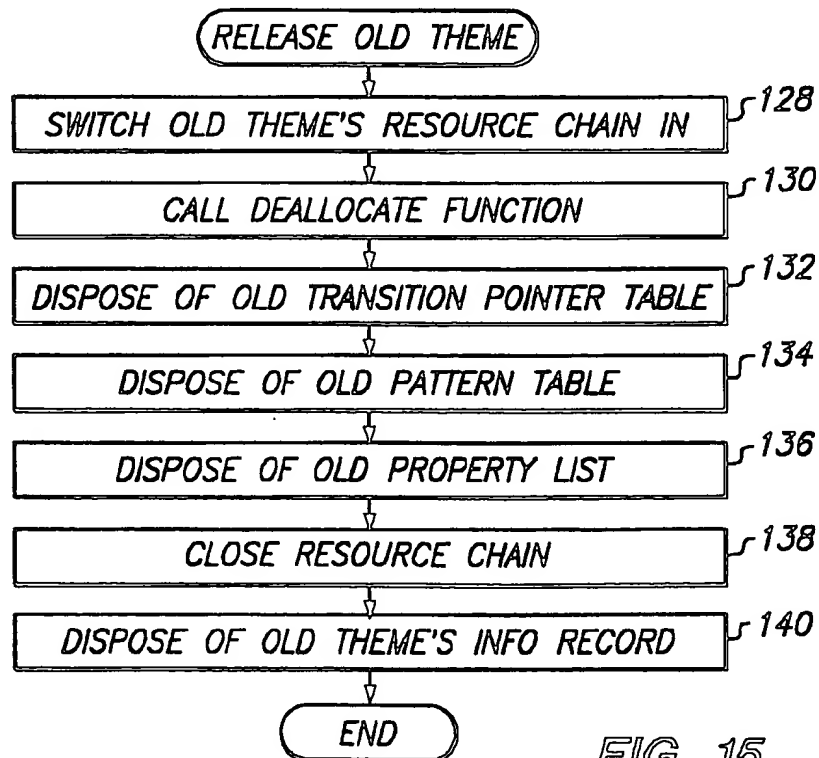 RELEASE OLD THEME
SWITCH OLD THEME'S RESOURCE CHAIN IN 128
CALL DEALLOCATE FUNCTION 130
DISPOSE OF OLD TRANSITION POINTER TABLE 132
DISPOSE OF OLD PATTERN TABLE 134
DISPOSE OF OLD PROPERTY LIST 136
CLOSE RESOURCE CHAIN 138
DISPOSE OF OLD THEME'S INFO RECORD 140
END
FIG. 15